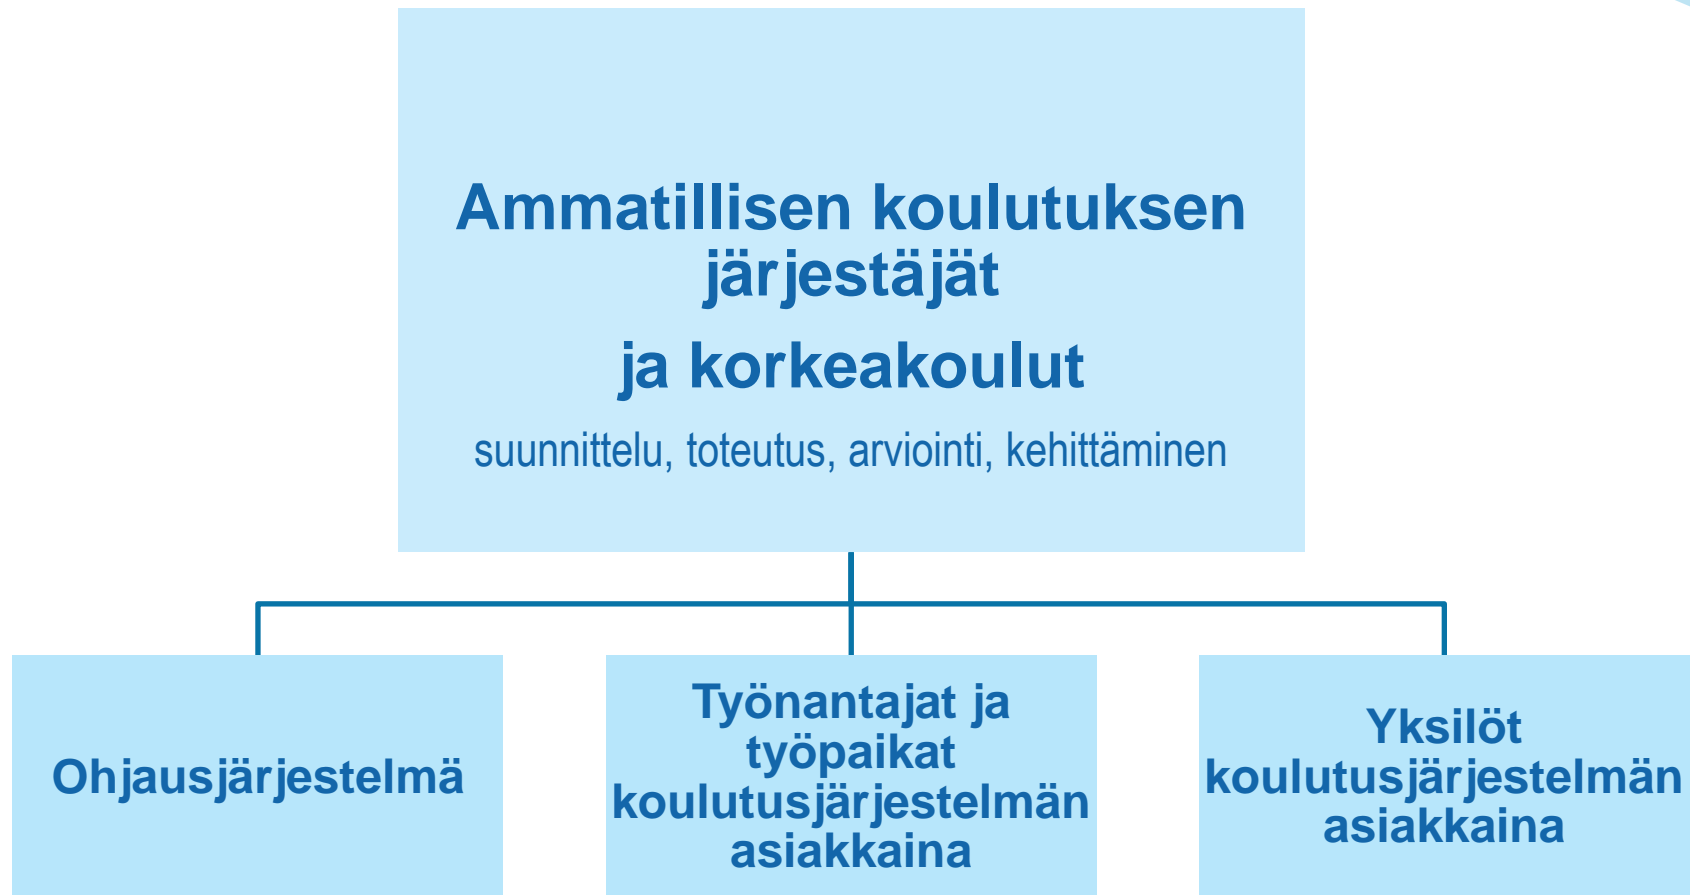 Ammatillisen koulutuksen
järjestäjät
ja korkeakoulut
suunnittelu, toteutus, arviointi, kehittäminen
Ohjausjärjestelmä
Työnantajat ja
työpaikat
koulutusjärjestelmän
asiakkaina
Yksilöt
koulutusjärjestelmän
asiakkaina